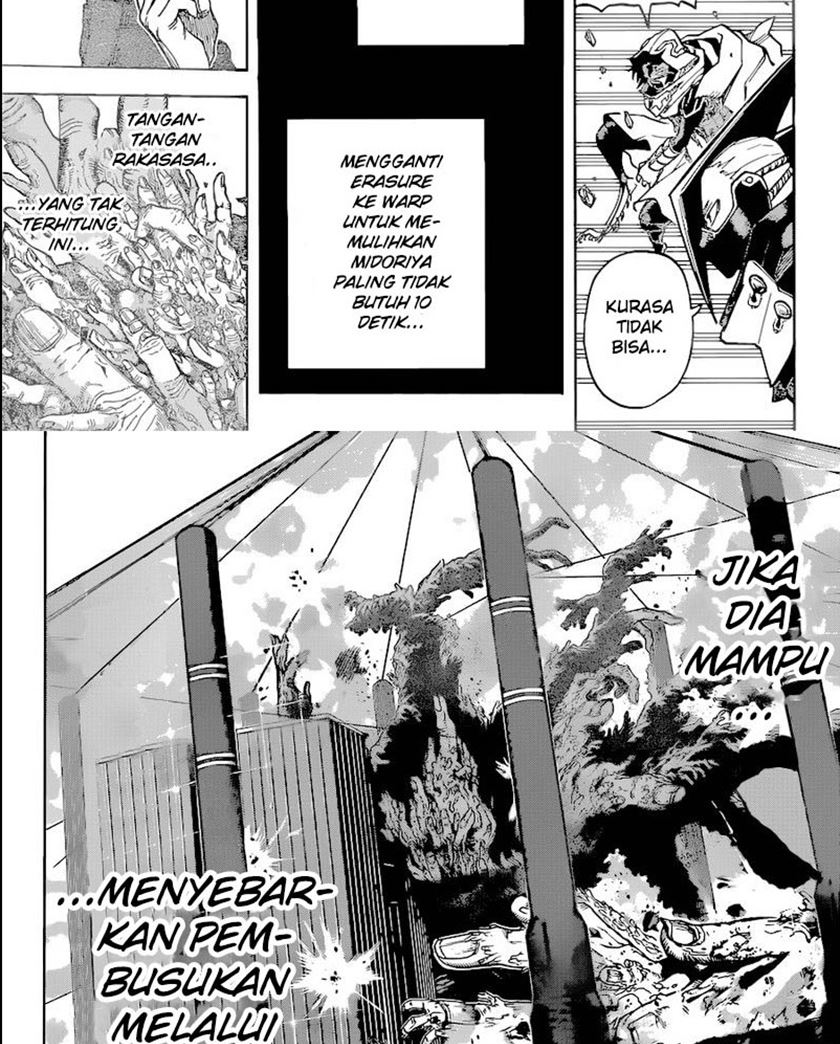 KURASA
TIDAK
BISA...
MENGGANTI
ERASURE
KE WARP
UNTUK ME-
MULIHKAN
MIDORIYA
PALING TIDAK
BUTUH 10
DETIK...
TANGAN-
TANGAN
RAKASASA..
...YANG TAK
TERHITUNG
INI...
JIKA
DIA
MAMPU
...
...MENYEBAR-
KAN PEM-
BUSUKAN
MELALUI